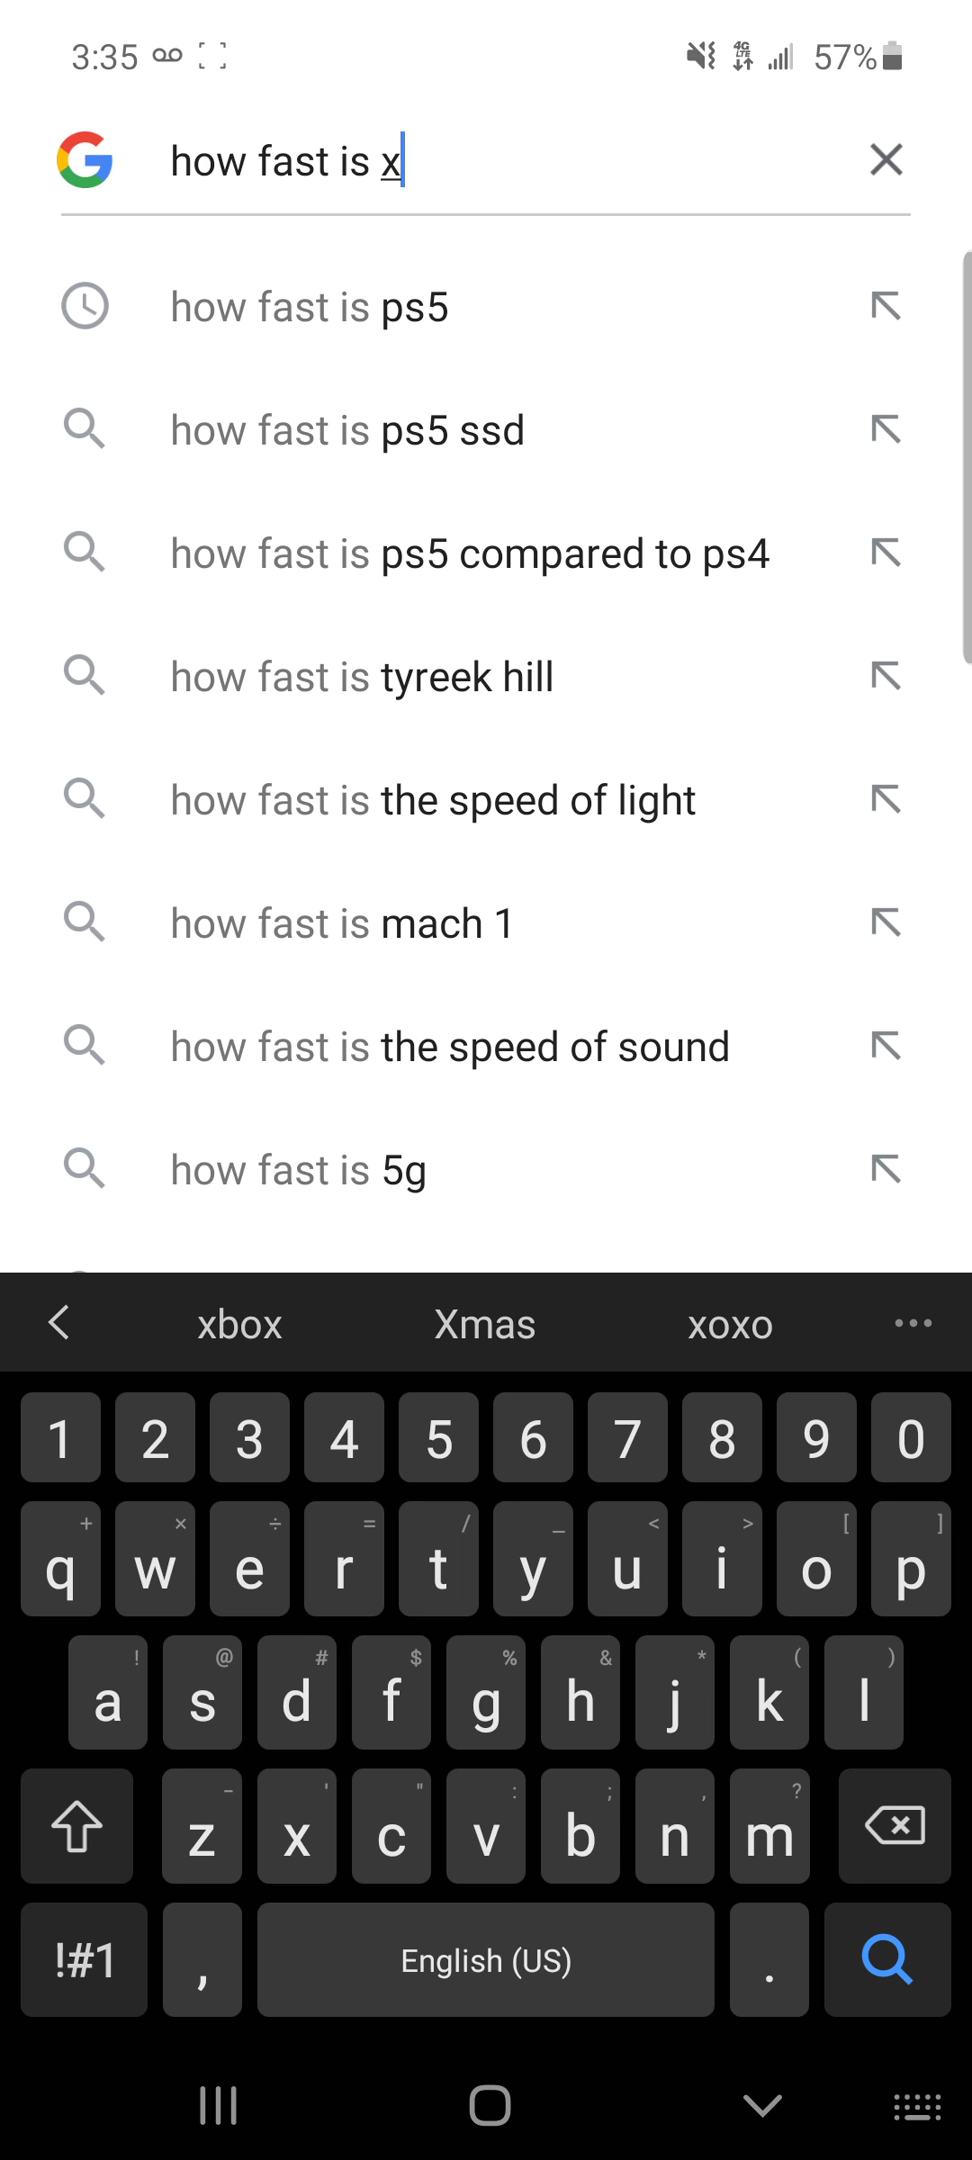 3:35 4G LTE 57%
how fast is x
how fast is ps5
how fast is ps5 ssd
how fast is ps5 compared to ps4
how fast is tyreek hill
how fast is the speed of light
how fast is mach 1
how fast is the speed of sound
how fast is 5g
xbox Xmas xoxo
1 2 3 4 5 6 7 8 9 0
+ × ÷ = / _ < > [ ]
q w e r t y u i o p
! @ # $ % & * ( )
a s d f g h j k l
- ' " : ; , ?
z x c v b n m
!#1 , English (US) .